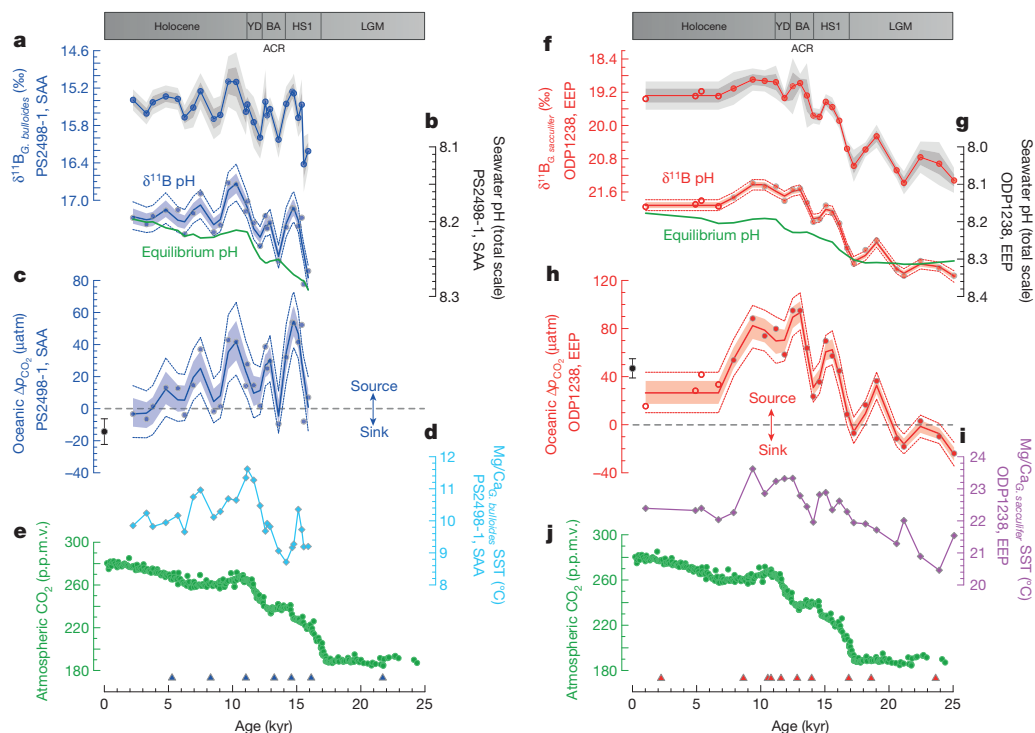 Holocene YD BA HS1 LGM
ACR
a
14.6
15.2
15.8
16.4
17.0
δ11BG. bulloides (‰)
PS2498-1, SAA
b
8.1
8.2
8.3
Seawater pH (total scale)
PS2498-1, SAA
δ11B pH
Equilibrium pH
c
80
60
40
20
0
−20
−40
Oceanic ΔpCO2 (μatm)
PS2498-1, SAA
Source
Sink
d
12
11
10
9
8
Mg/CaG. bulloides SST (°C)
PS2498-1, SAA
e
300
260
220
180
Atmospheric CO2 (p.p.m.v.)
0 5 10 15 20 25
Age (kyr)
Holocene YD BA HS1 LGM
ACR
f
18.4
19.2
20.0
20.8
21.6
δ11BG. sacculifer (‰)
ODP1238, EEP
g
8.0
8.1
8.2
8.3
8.4
Seawater pH (total scale)
ODP1238, EEP
δ11B pH
Equilibrium pH
h
120
80
40
0
−40
Oceanic ΔpCO2 (μatm)
ODP1238, EEP
Source
Sink
i
24
23
22
21
20
Mg/CaG. sacculifer SST (°C)
ODP1238, EEP
j
300
260
220
180
Atmospheric CO2 (p.p.m.v.)
0 5 10 15 20 25
Age (kyr)